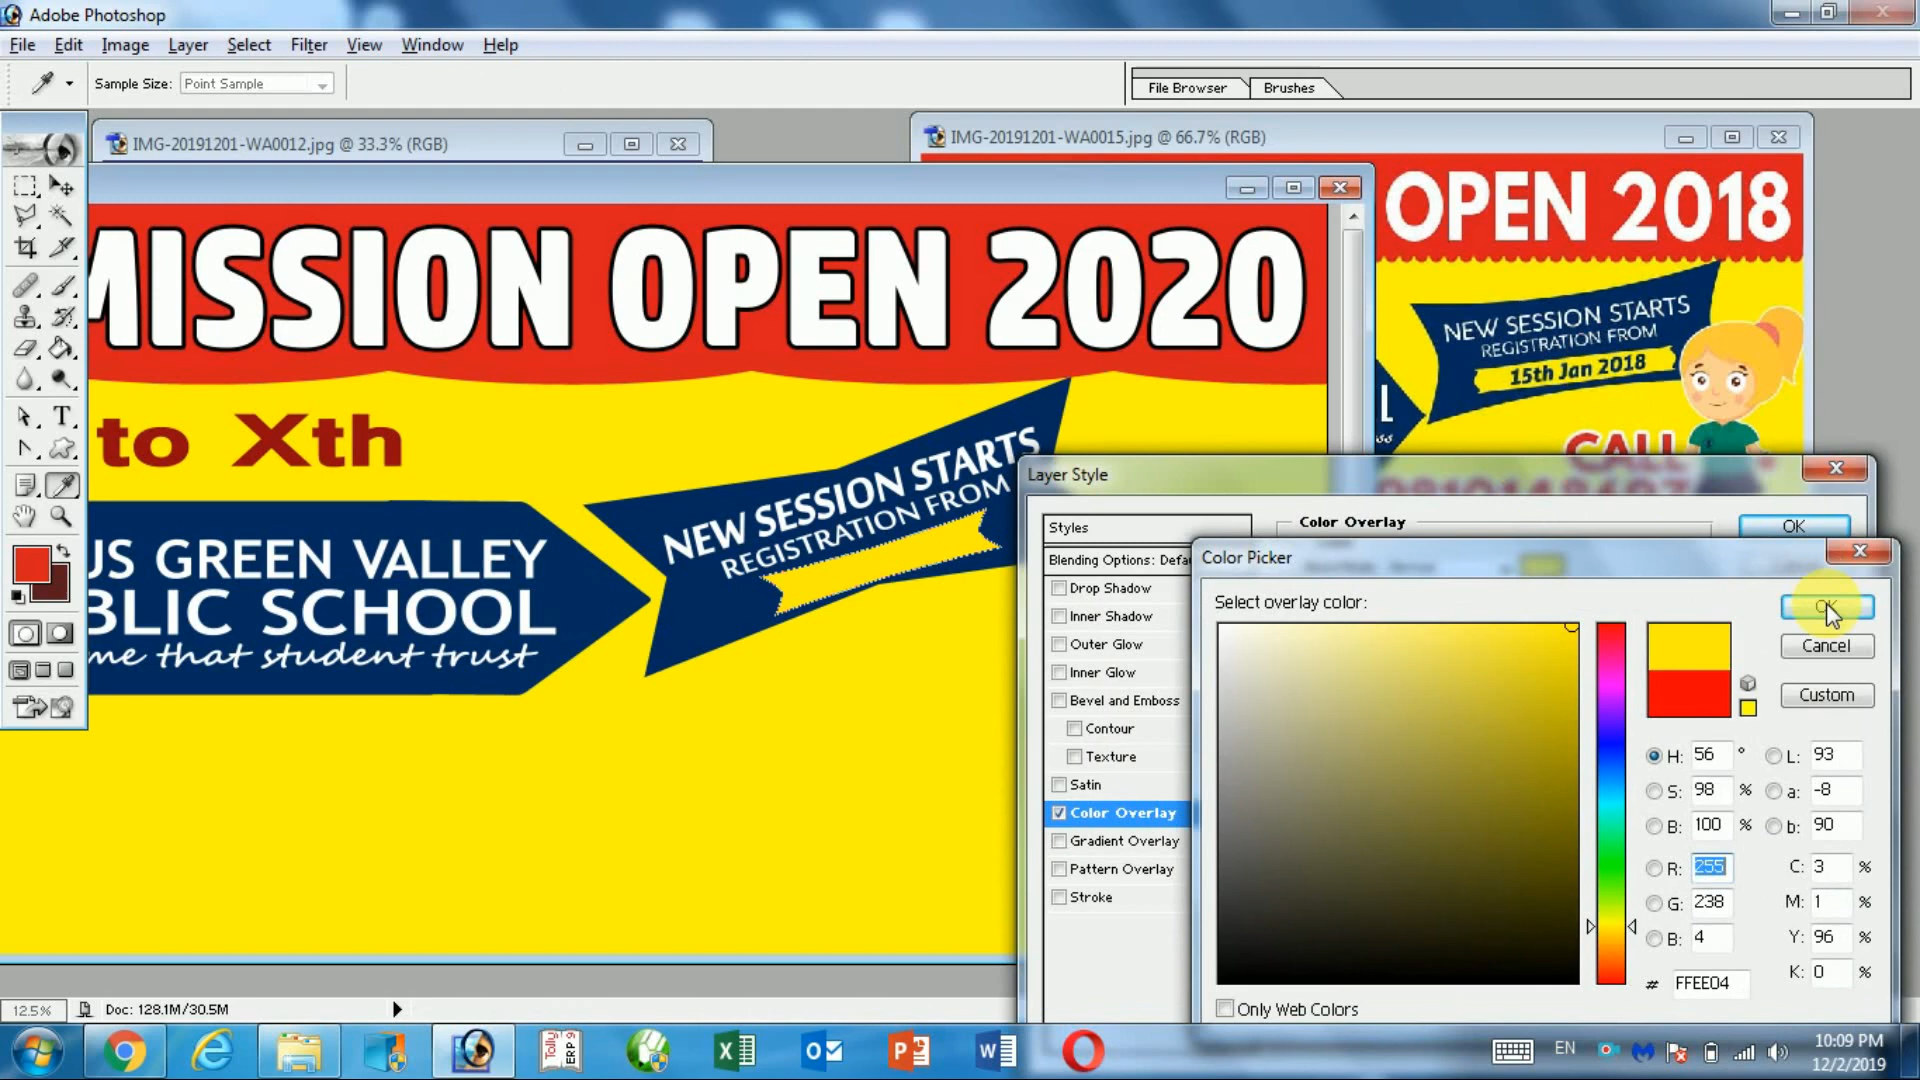 Adobe Photoshop
File Edit Image Layer Select Filter View Window Help
Sample Size: Point Sample
File Browser Brushes
IMG-20191201-WA0012.jpg @ 33.3% (RGB)
IMG-20191201-WA0015.jpg @ 66.7% (RGB)
OPEN 2018
MISSION OPEN 2020
NEW SESSION STARTS
REGISTRATION FROM
15th Jan 2018
to Xth
CALL
NEW SESSION STARTS
REGISTRATION FROM
US GREEN VALLEY
BLIC SCHOOL
me that student trust
Layer Style
Styles
Color Overlay
OK
Blending Options: Defa
Drop Shadow
Inner Shadow
Outer Glow
Inner Glow
Bevel and Emboss
Contour
Texture
Satin
Color Overlay
Gradient Overlay
Pattern Overlay
Stroke
Color Picker
Select overlay color:
OK
Cancel
Custom
H: 56 °
S: 98 %
B: 100 %
L: 93
a: -8
b: 90
R: 255
G: 238
B: 4
C: 3 %
M: 1 %
Y: 96 %
K: 0 %
# FFEE04
Only Web Colors
12.5% Doc: 128.1M/30.5M
Tally
ERP 9
EN
10:09 PM
12/2/2019